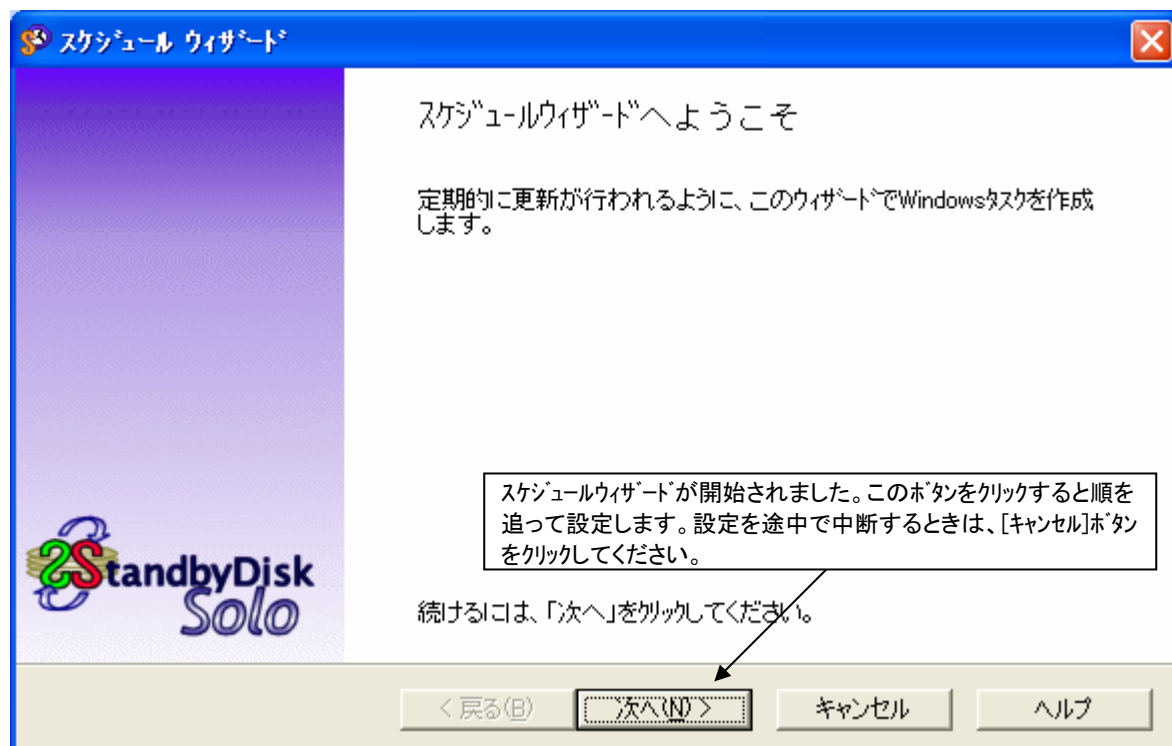 スケジュール ウィザード
スケジュールウィザードへようこそ
定期的に更新が行われるように、このウィザードでWindowsタスクを作成
します。
スケジュールウィザードが開始されました。このボタンをクリックすると順を
追って設定します。設定を途中で中断するときは、[キャンセル]ボタン
をクリックしてください。
StandbyDisk
Solo
続けるには、「次へ」をクリックしてください。
< 戻る(B)
次へ(N) >
キャンセル
ヘルプ